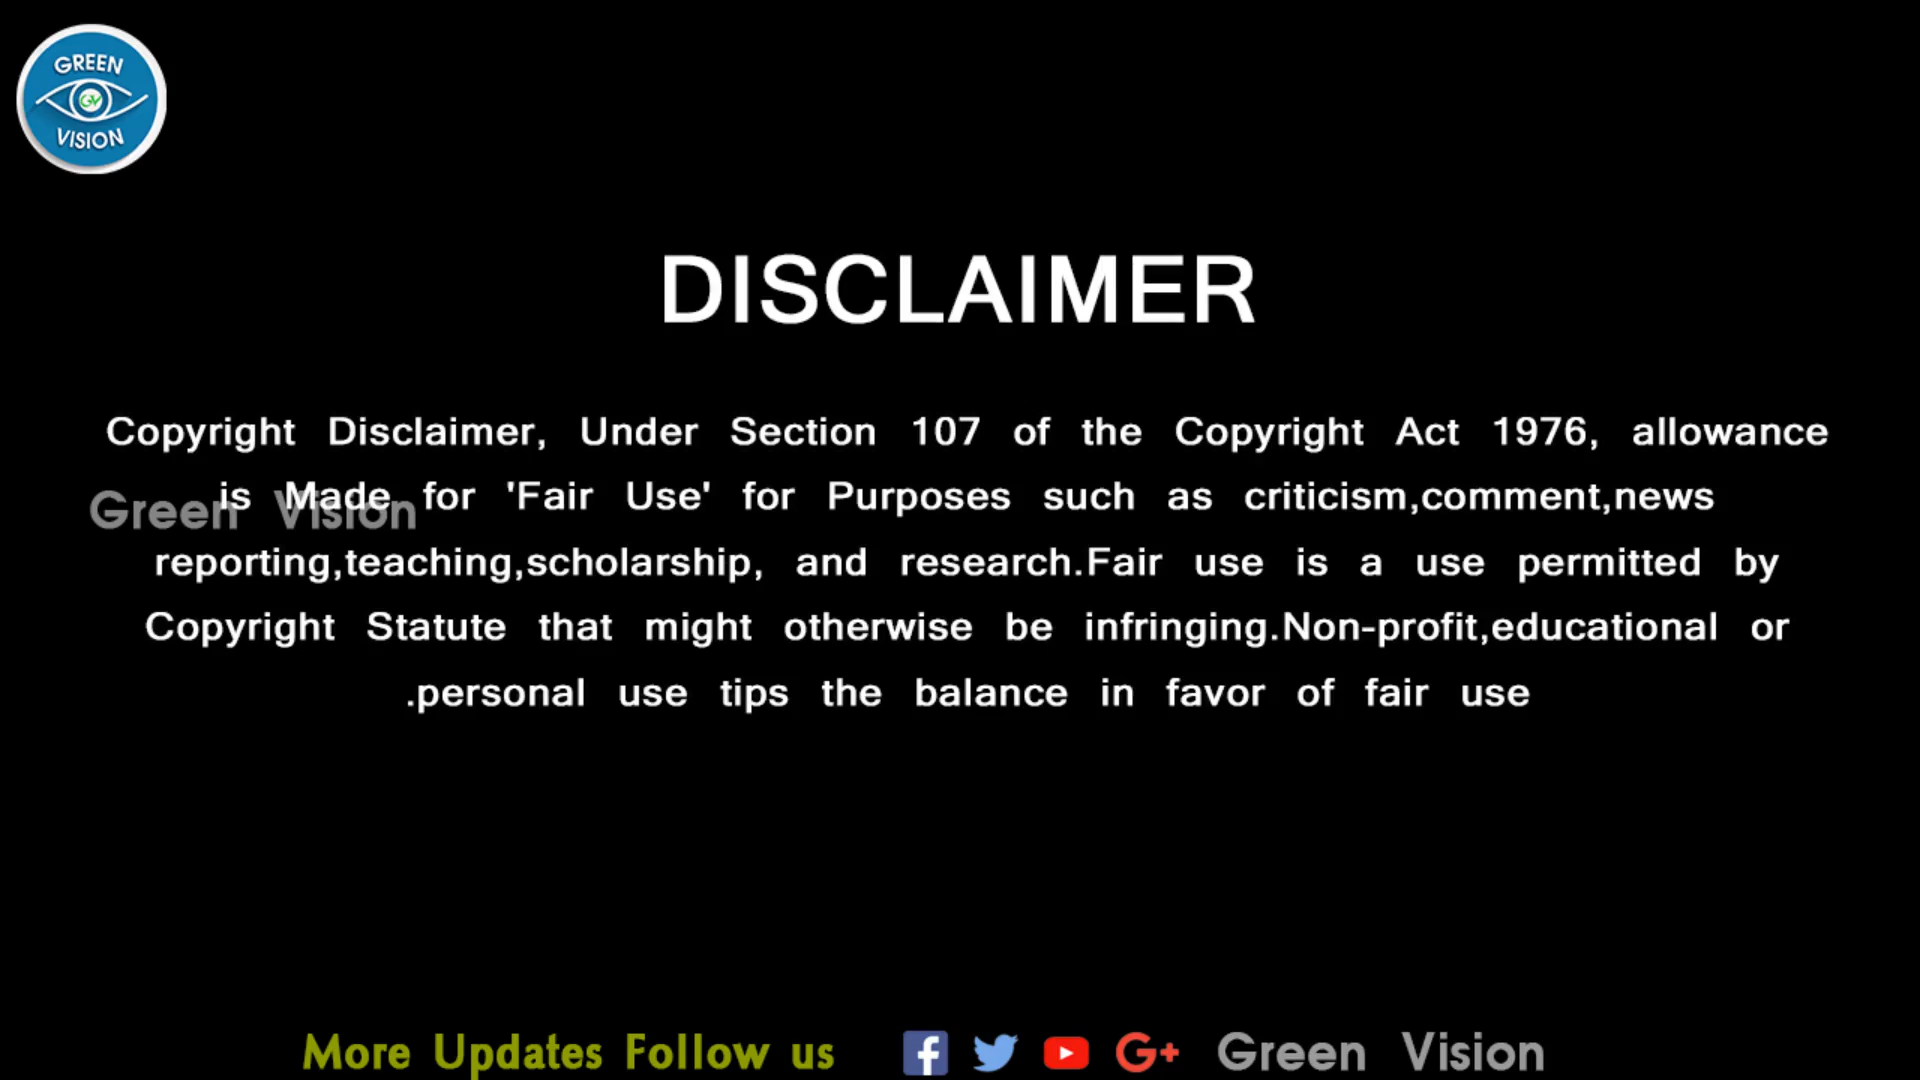 GREEN
GV
VISION
DISCLAIMER
Copyright Disclaimer, Under Section 107 of the Copyright Act 1976, allowance
is Made for 'Fair Use' for Purposes such as criticism,comment,news
Green Vision
reporting,teaching,scholarship, and research.Fair use is a use permitted by
Copyright Statute that might otherwise be infringing.Non-profit,educational or
.personal use tips the balance in favor of fair use
More Updates Follow us f G+ Green Vision